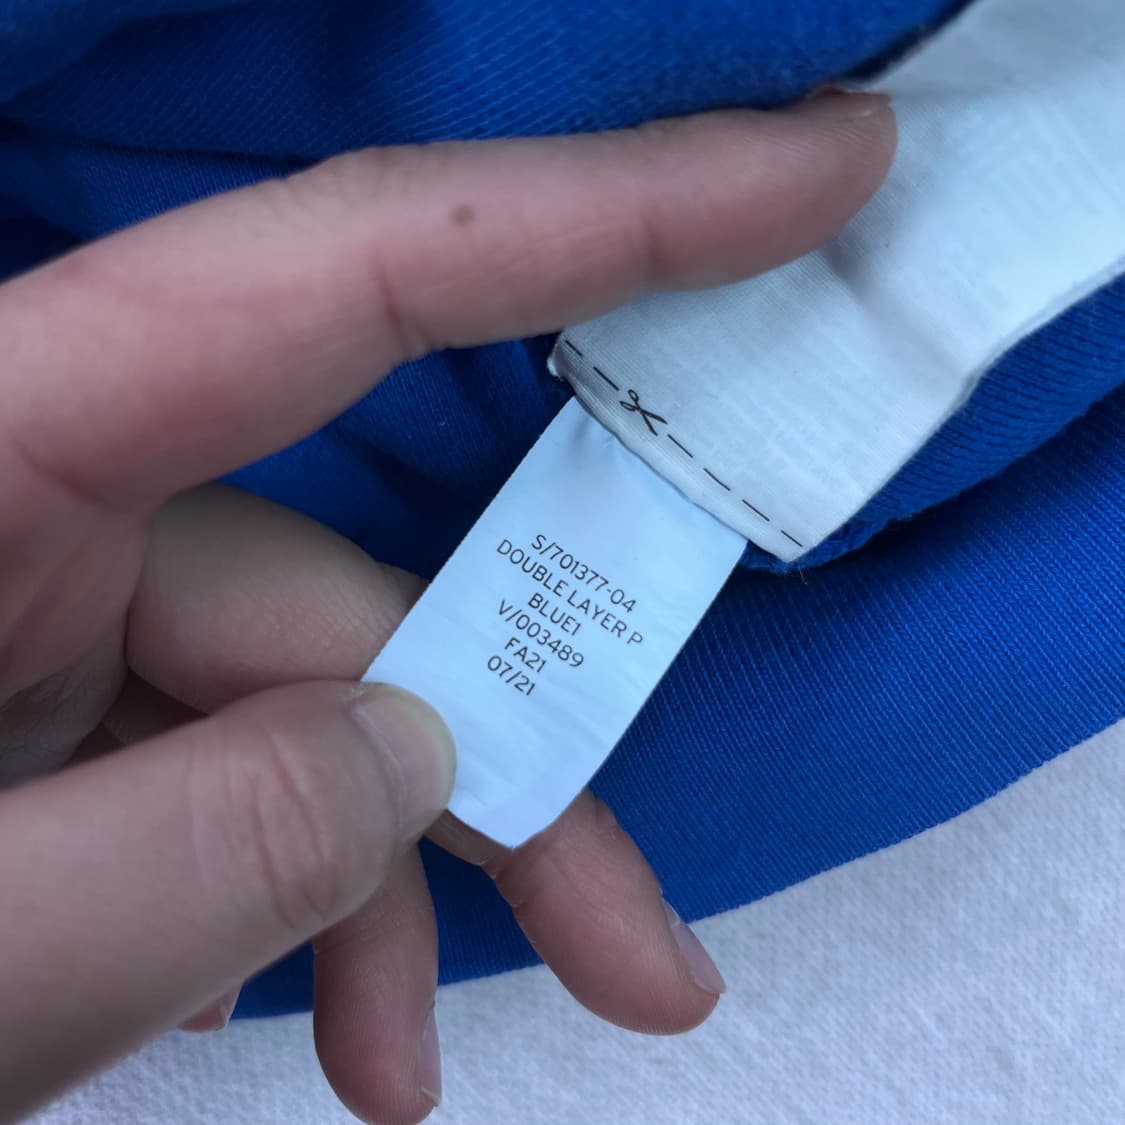 S/701377-04
DOUBLE LAYER P
BLUE1
V/003489
FA21
07/21